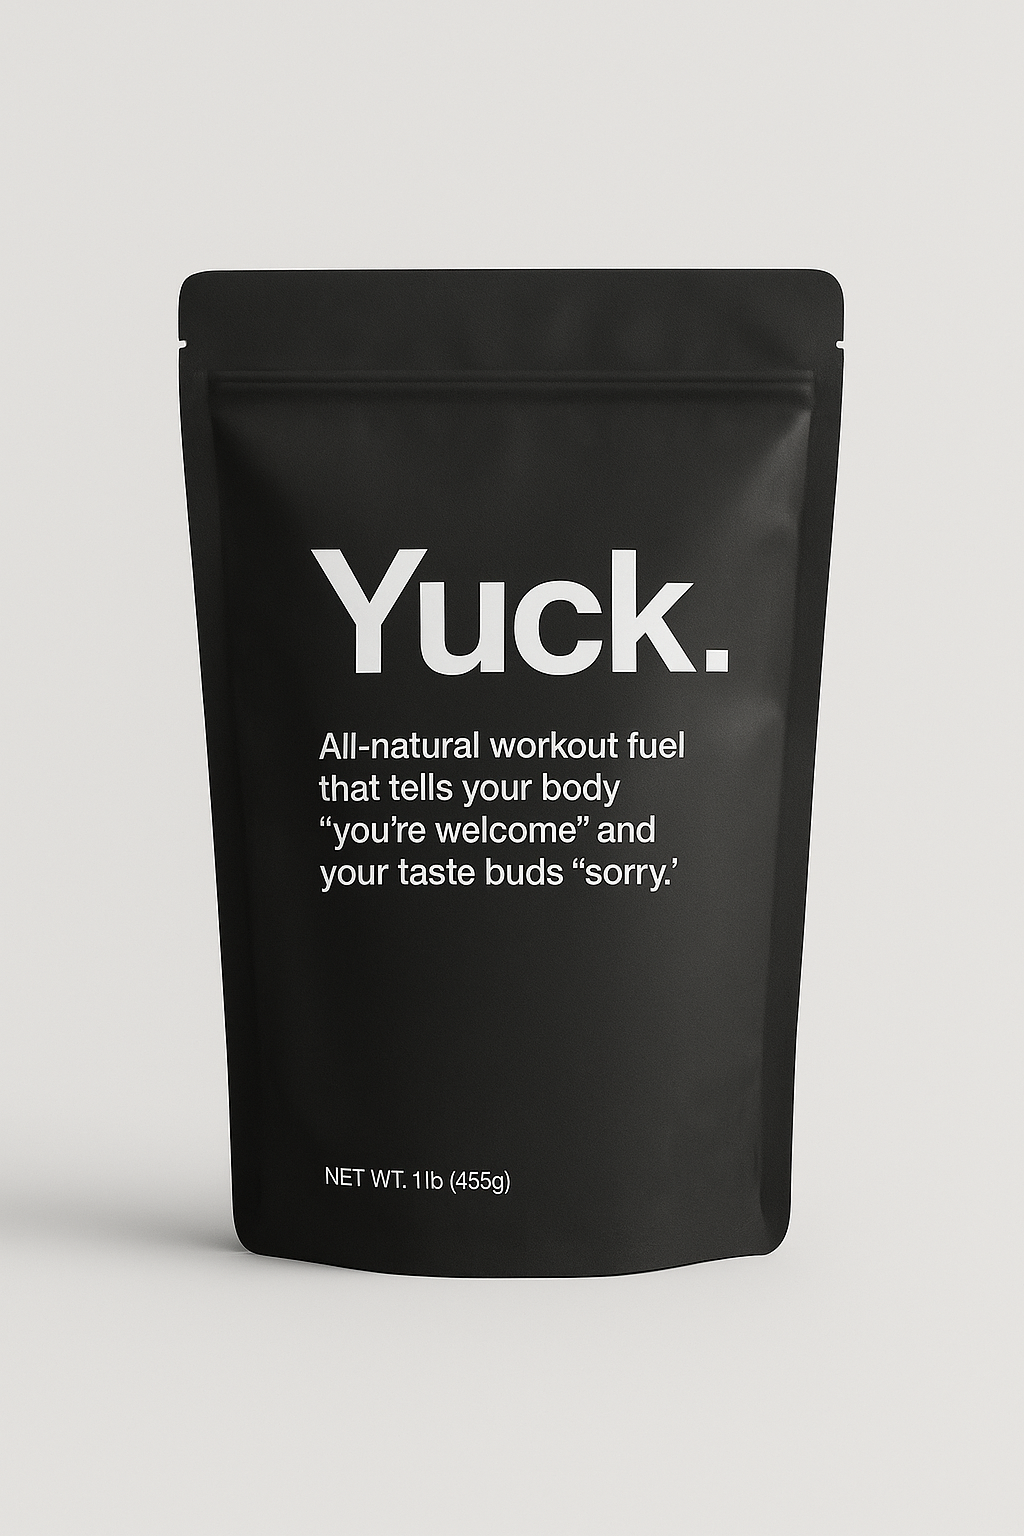 Yuck.
All-natural workout fuel
that tells your body
“you’re welcome” and
your taste buds “sorry.’
NET WT. 1 lb (455g)